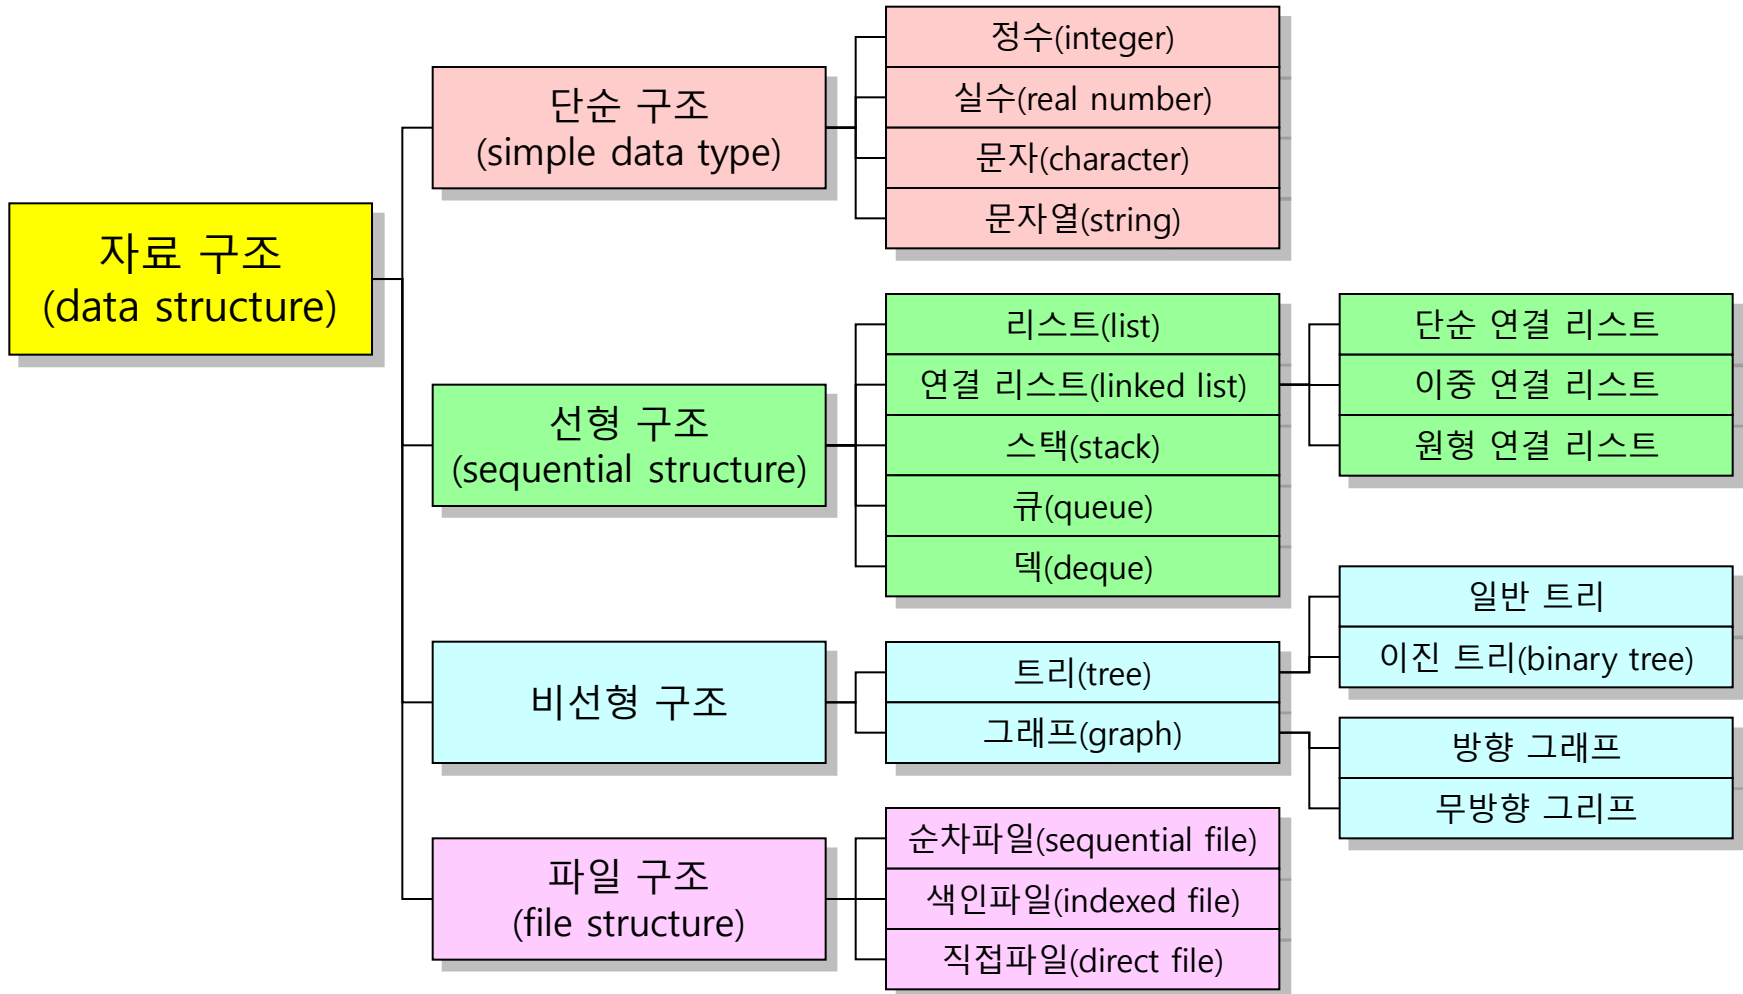 자료 구조
(data structure)
단순 구조
(simple data type)
정수(integer)
실수(real number)
문자(character)
문자열(string)
선형 구조
(sequential structure)
리스트(list)
연결 리스트(linked list)
스택(stack)
큐(queue)
덱(deque)
단순 연결 리스트
이중 연결 리스트
원형 연결 리스트
비선형 구조
트리(tree)
그래프(graph)
일반 트리
이진 트리(binary tree)
방향 그래프
무방향 그리프
파일 구조
(file structure)
순차파일(sequential file)
색인파일(indexed file)
직접파일(direct file)